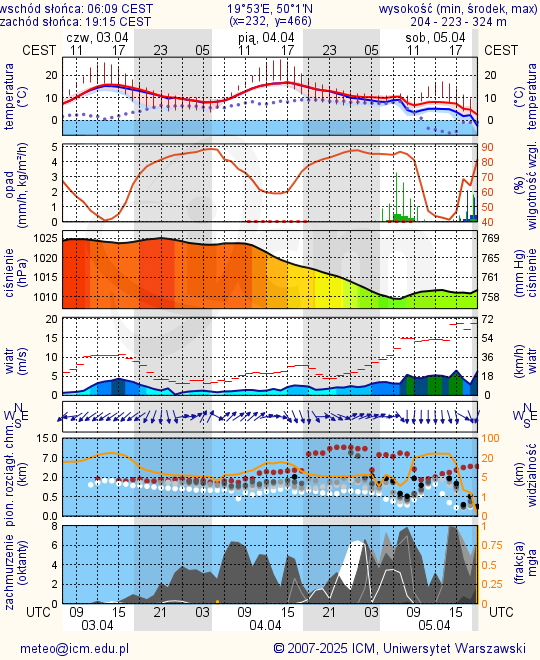 wschód słońca: 06:09 CEST 19°53'E, 50°1'N wysokość (min, środek, max)
zachód słońca: 19:15 CEST (x=232, y=466) 204 - 223 - 324 m
czw, 03.04 pią, 04.04 sob, 05.04
CEST 11 17 23 05 11 17 23 05 11 17 CEST
temperatura (°C) 20 10 0 20 10 0 temperatura (°C)
opad (mm/h, kg/m²/h) 5 4 3 2 1 0 90 80 70 60 50 40 (%) wilgotność wzgl.
ciśnienie (hPa) 1025 1020 1015 1010 769 765 761 758 (mm Hg) ciśnienie
wiatr (m/s) 20 15 10 5 0 72 54 36 18 0 (km/h) wiatr
N W E S N W E S
pion. rozciągł. chm. (km) 15.0 7.0 2.0 0.5 0.0 100 20 5 1 0 (km) widzialność
zachmurzenie (oktanty) 8 6 4 2 0 1 0.75 0.5 0.25 0 (frakcja) mgła
UTC 09 15 21 03 09 15 21 03 09 15 UTC
03.04 04.04 05.04
meteo@icm.edu.pl © 2007-2025 ICM, Uniwersytet Warszawski